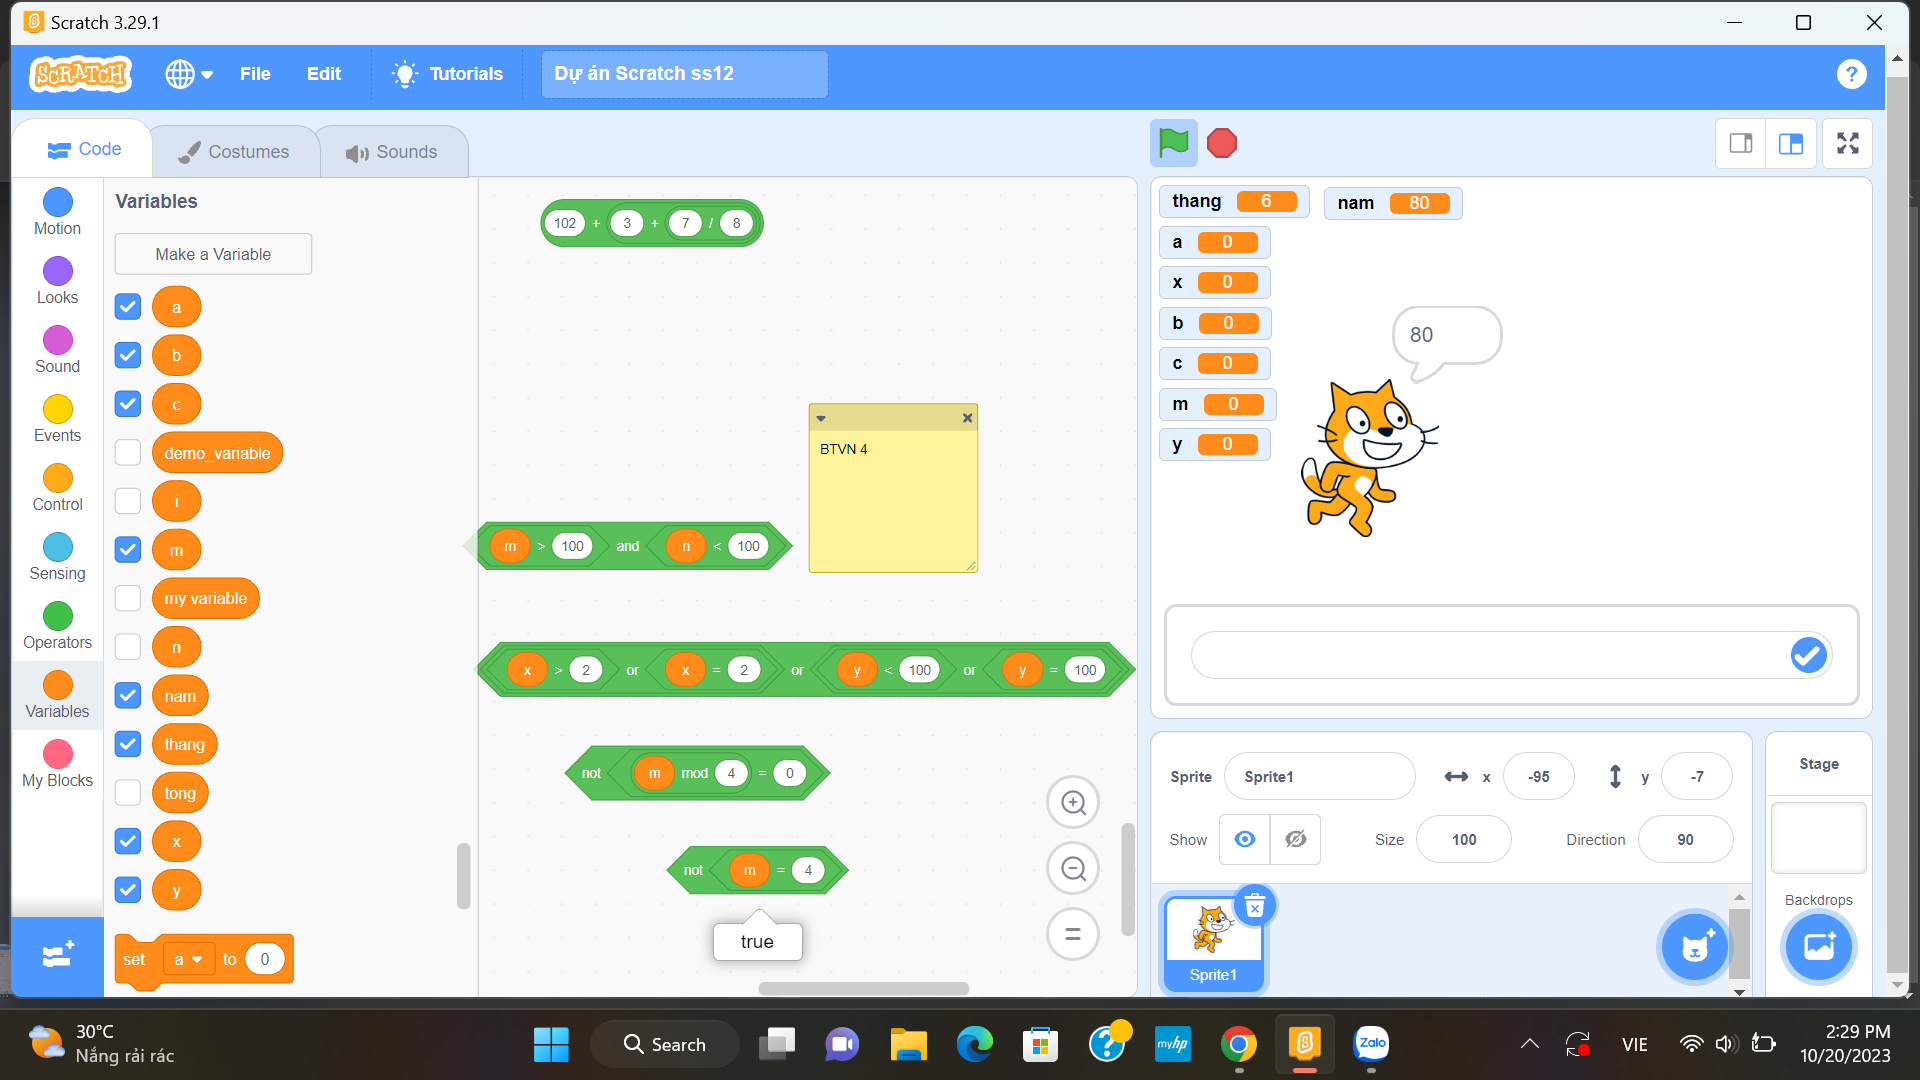 Scratch 3.29.1
SCRATCH
File
Edit
Tutorials
Dự án Scratch ss12
?
Code
Costumes
Sounds
Motion
Looks
Sound
Events
Control
Sensing
Operators
Variables
My Blocks
Variables
Make a Variable
a
b
c
demo_variable
i
m
my variable
n
nam
thang
tong
x
y
set a to 0
102 + 3 + 7 / 8
BTVN 4
m > 100 and n < 100
x > 2 or x = 2 or y < 100 or y = 100
not m mod 4 = 0
not m = 4
true
thang 6
nam 80
a 0
x 0
b 0
c 0
m 0
y 0
80
Sprite Sprite1 x -95 y -7
Show Size 100 Direction 90
Sprite1
Stage
Backdrops
30°C
Nắng rải rác
Search
?
myhp
Zalo
VIE
2:29 PM
10/20/2023